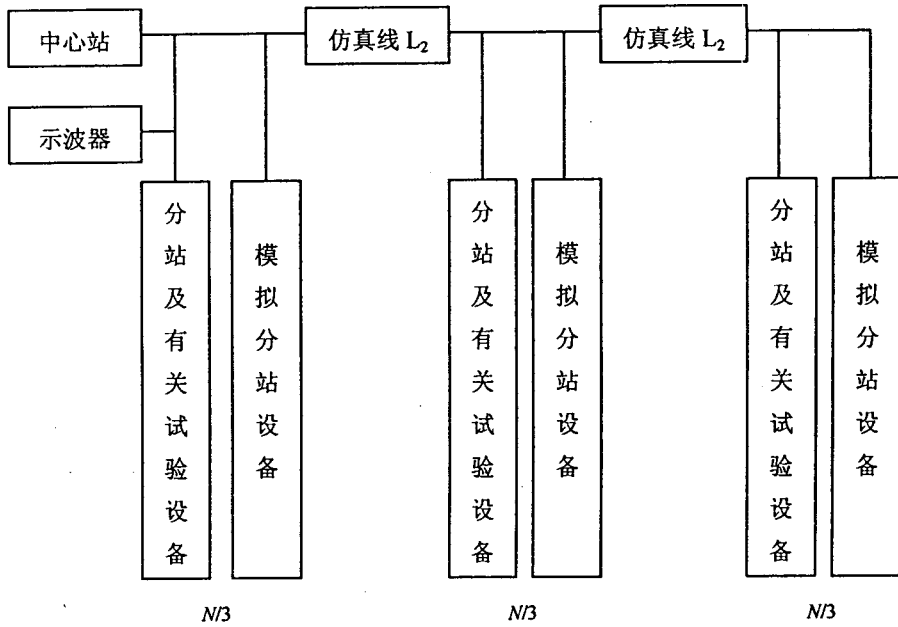 中心站
仿真线 L₂
仿真线 L₂
示波器
分站及有关试验设备
模拟分站设备
分站及有关试验设备
模拟分站设备
分站及有关试验设备
模拟分站设备
N/3
N/3
N/3